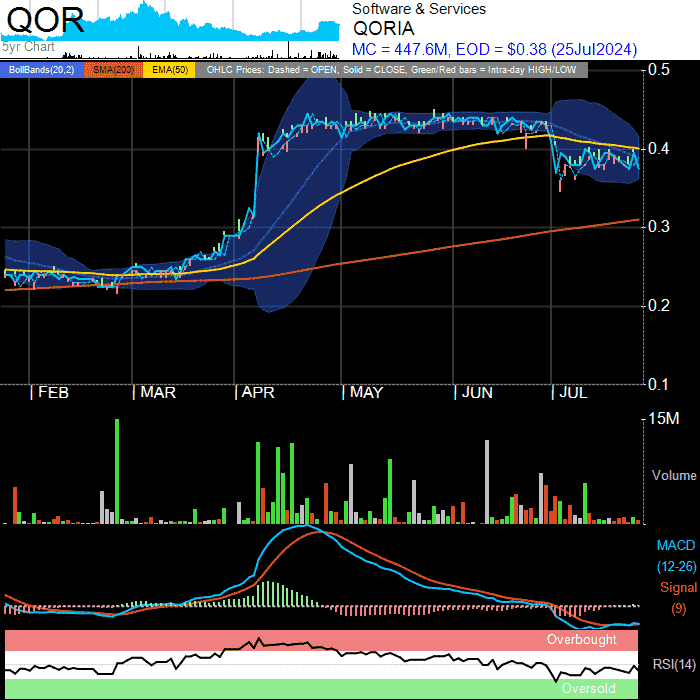 QOR
5yr Chart
Software & Services
QORIA
MC = 447.6M, EOD = $0.38 (25Jul2024)
BollBands(20,2) SMA(200) EMA(50) OHLC Prices: Dashed = OPEN, Solid = CLOSE, Green/Red bars = Intra-day HIGH/LOW
0.5
0.4
0.3
0.2
0.1
| FEB | MAR | APR | MAY | JUN | JUL
15M
Volume
MACD
(12-26)
Signal
(9)
Overbought
RSI(14)
Oversold